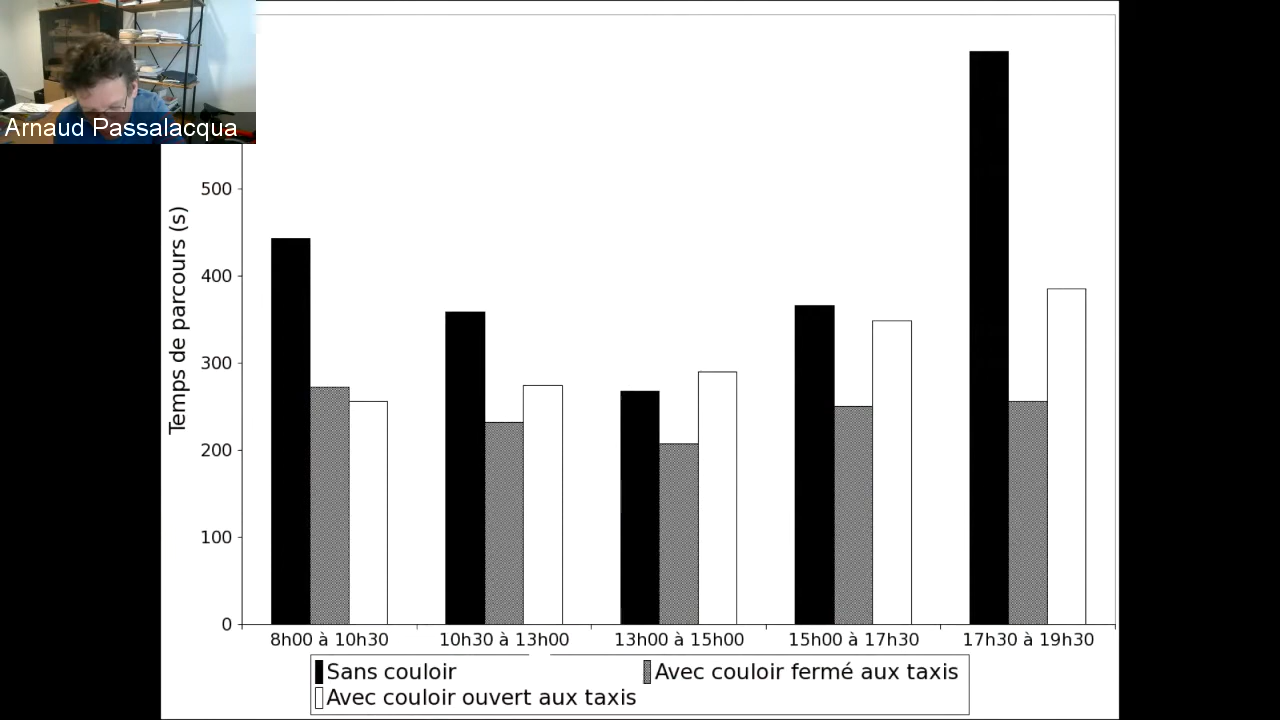 Arnaud Passalacqua
Temps de parcours (s)
500
400
300
200
100
0
8h00 à 10h30
10h30 à 13h00
13h00 à 15h00
15h00 à 17h30
17h30 à 19h30
Sans couloir
Avec couloir fermé aux taxis
Avec couloir ouvert aux taxis